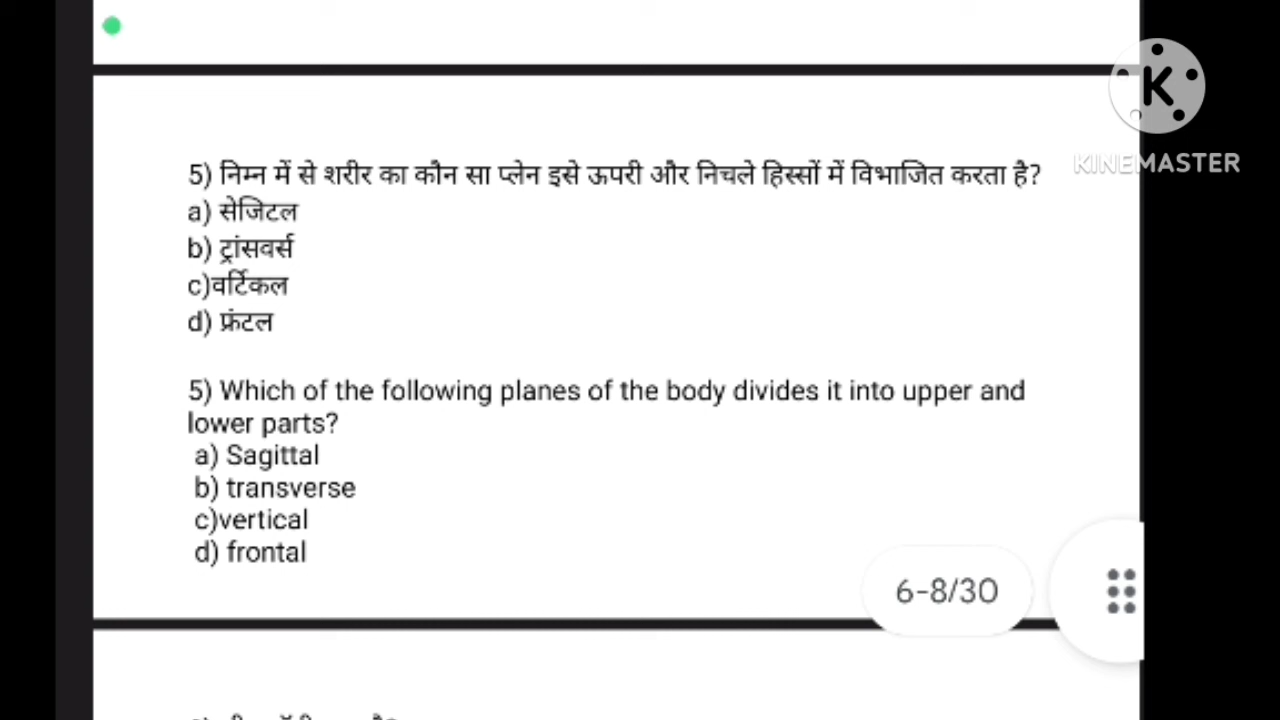 K
KINEMASTER
5) निम्न में से शरीर का कौन सा प्लेन इसे ऊपरी और निचले हिस्सों में विभाजित करता है?
a) सेजिटल
b) ट्रांसवर्स
c)वर्टिकल
d) फ्रंटल
5) Which of the following planes of the body divides it into upper and
lower parts?
a) Sagittal
b) transverse
c)vertical
d) frontal
6-8/30